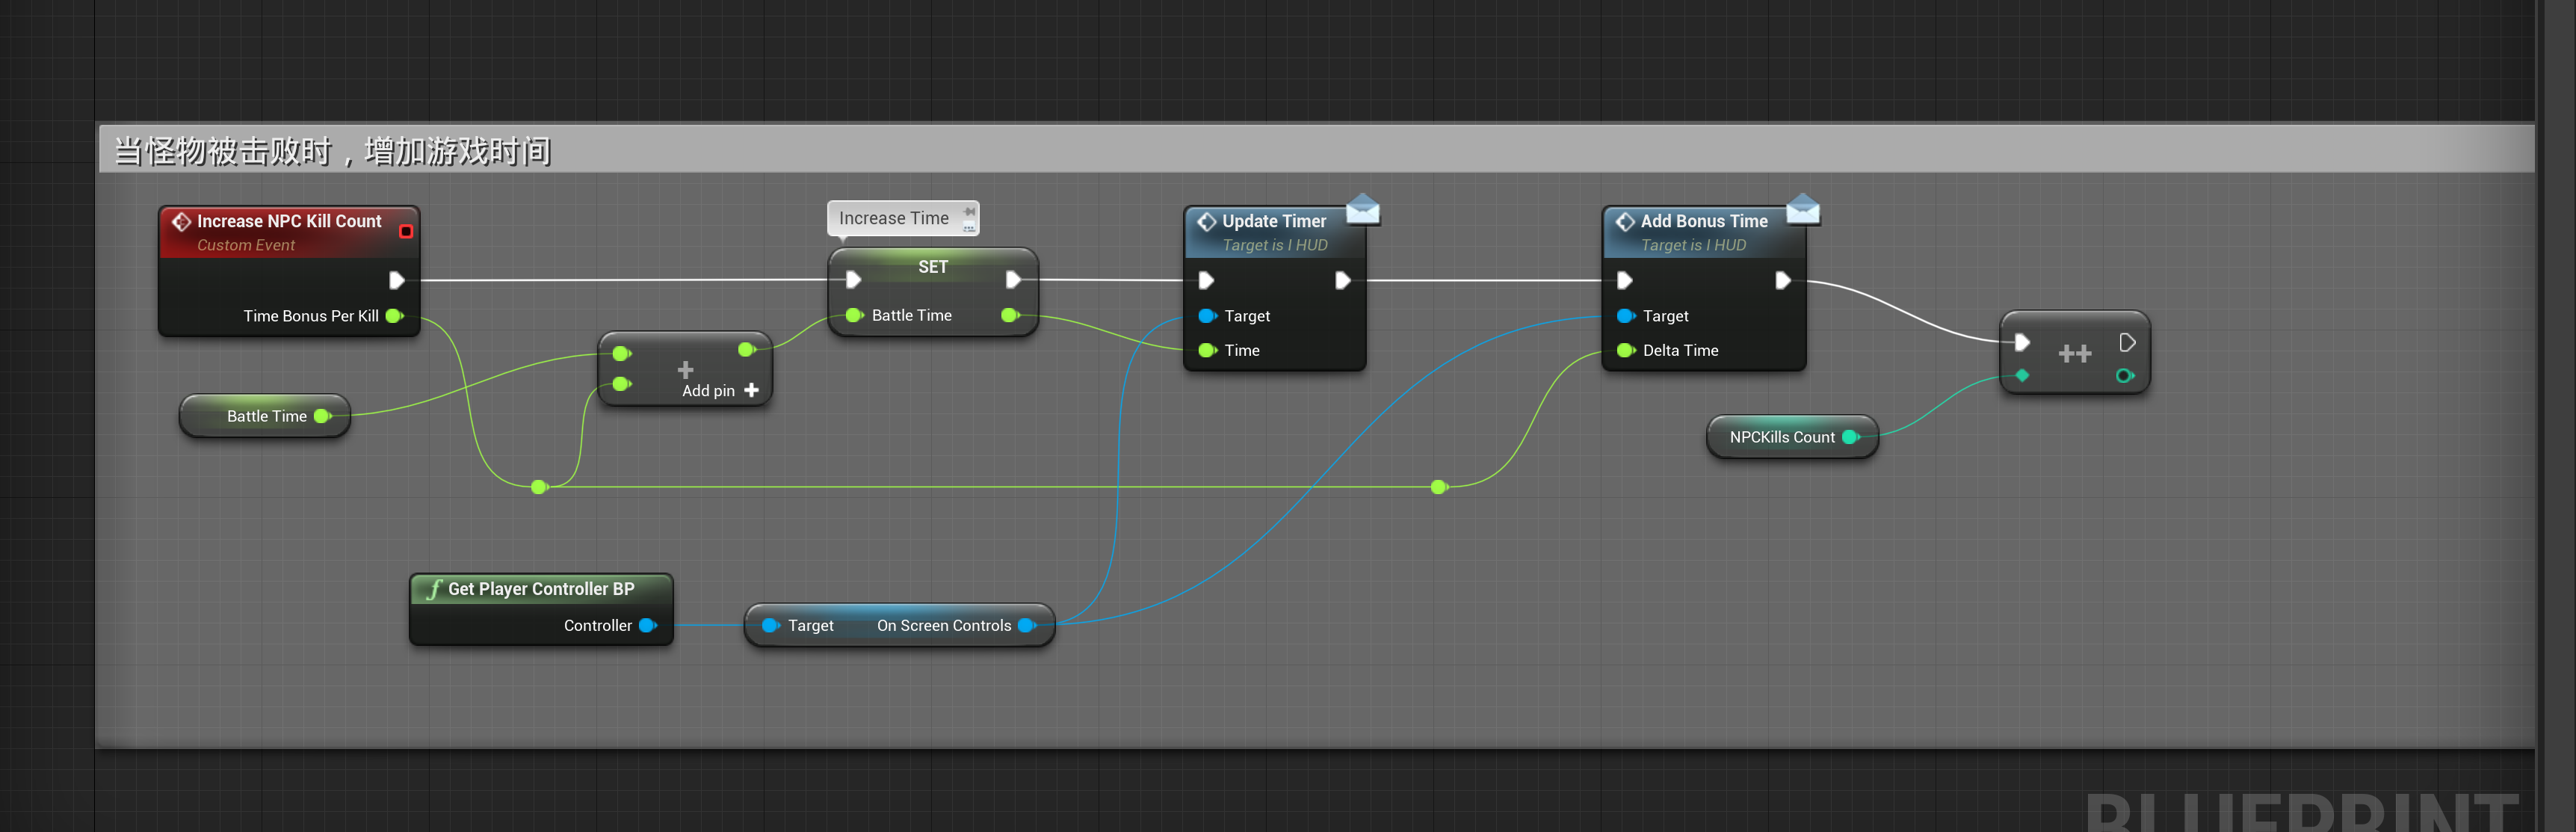 当怪物被击败时，增加游戏时间
Increase NPC Kill Count
Custom Event
Time Bonus Per Kill
Battle Time
Add pin
Increase Time
SET
Battle Time
Update Timer
Target is I HUD
Target
Time
Add Bonus Time
Target is I HUD
Target
Delta Time
NPCKills Count
Get Player Controller BP
Controller
Target On Screen Controls
BLUEPRINT